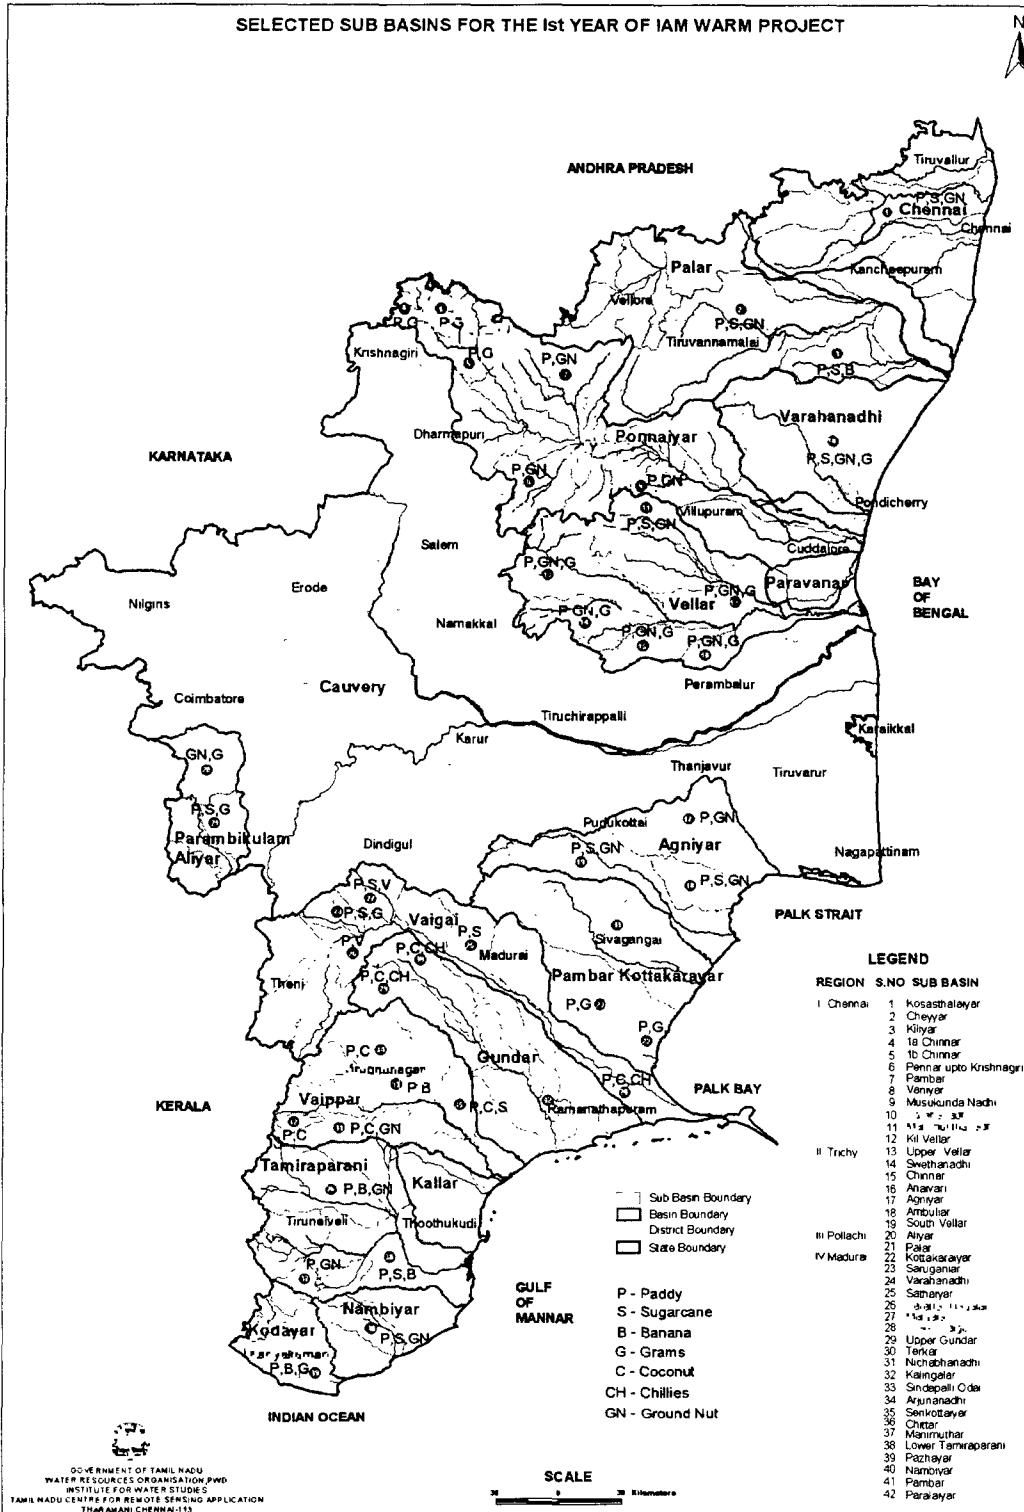 SELECTED SUB BASINS FOR THE Ist YEAR OF IAM WARM PROJECT
N
ANDHRA PRADESH
Tiruvallur
P,S,GN
Chennai
Chennai
Kancheepuram
Palar
Vellore
P,S,GN
Tiruvannamalai
P,S,B
P,G
P,G
Krishnagiri
P,G
P,GN
Varahanadhi
P,S,GN,G
Dharmapuri
Ponnaiyar
KARNATAKA
P,GN
P,GN
Pondicherry
Villupuram
P,S,GN
Cuddalore
Salem
P,GN,G
Paravanar
BAY
OF
BENGAL
Erode
Nilgiris
P,GN,G
Vellar
Namakkal
P,GN,G
P,GN,G
P,GN,G
Perambalur
Cauvery
Coimbatore
Tiruchirappalli
Karur
Karaikkal
GN,G
Thanjavur
Tiruvarur
P,S,G
Parambikulam
Aliyar
Pudukottai
P,GN
Dindigul
Agniyar
P,S,GN
Nagapattinam
P,S,GN
P,S,V
P,S,G
Vaigai
PALK STRAIT
P,S
Sivagangai
P,V
P,C,CH
Madurai
Theni
P,C,CH
Pambar Kottakarayar
P,G
P,G
P,C
Gundar
P,B
P,C,CH
PALK BAY
KERALA
Vaippar
P,C,S
Ramanathapuram
P,C
P,C,GN
Tamiraparani
P,B,GN
Kallar
Tirunelveli
Thoothukudi
P,GN
P,S,B
GULF
OF
MANNAR
Nambiyar
Kodayar
P,S,GN
P,B,G
INDIAN OCEAN
Sub Basin Boundary
Basin Boundary
District Boundary
State Boundary
P - Paddy
S - Sugarcane
B - Banana
G - Grams
C - Coconut
CH - Chillies
GN - Ground Nut
LEGEND
REGION S.NO SUB BASIN
I Chennai 1 Kosasthalaiyar
2 Cheyyar
3 Kiliyar
4 1a Chinnar
5 1b Chinnar
6 Pennar upto Krishnagiri
7 Pambar
8 Vaniyar
9 Musukunda Nadhi
10
11
12 Kil Vellar
II Trichy 13 Upper Vellar
14 Swethanadhi
15 Chinnar
16 Anaivari
17 Agniyar
18 Ambuliar
19 South Vellar
III Pollachi 20 Aliyar
21 Palar
IV Madurai 22 Kottakaraiyar
23 Saruganiar
24 Varahanadhi
25 Sathaiyar
26
27
28
29 Upper Gundar
30 Terkar
31 Nichabhanadhi
32 Kalingalar
33 Sindepalli Odai
34 Arjunanadhi
35 Senkottaiyar
36 Chittar
37 Manimuthar
38 Lower Tamiraparani
39 Pazhayar
40 Nambiyar
41 Pambar
42 Paralaiyar
GOVERNMENT OF TAMIL NADU
WATER RESOURCES ORGANISATION,PWD
INSTITUTE FOR WATER STUDIES
TAMIL NADU CENTRE FOR REMOTE SENSING APPLICATION
THARAMANI,CHENNAI-113
SCALE
30 0 30 Kilometers